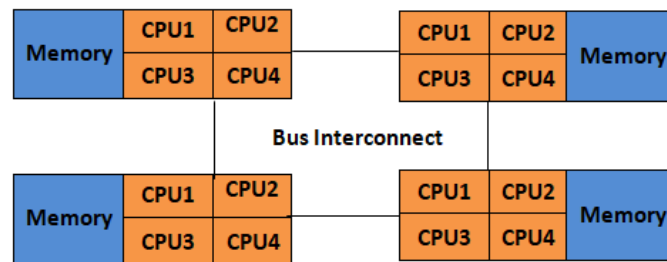 Memory CPU1 CPU2 CPU1 CPU2 Memory
CPU3 CPU4 CPU3 CPU4
Bus Interconnect
Memory CPU1 CPU2 CPU1 CPU2 Memory
CPU3 CPU4 CPU3 CPU4